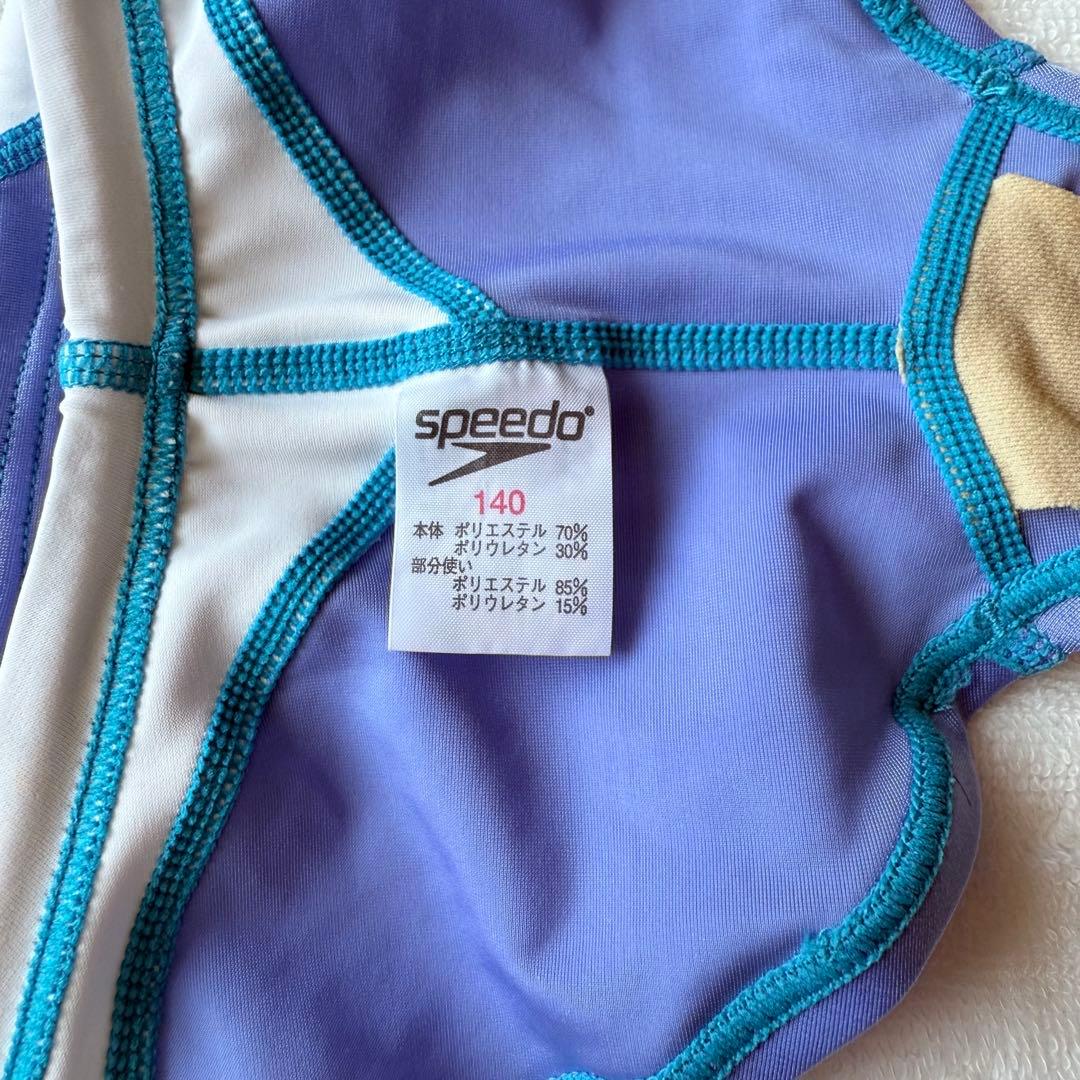 speedo
140
本体 ポリエステル 70%
ポリウレタン 30%
部分使い
ポリエステル 85%
ポリウレタン 15%